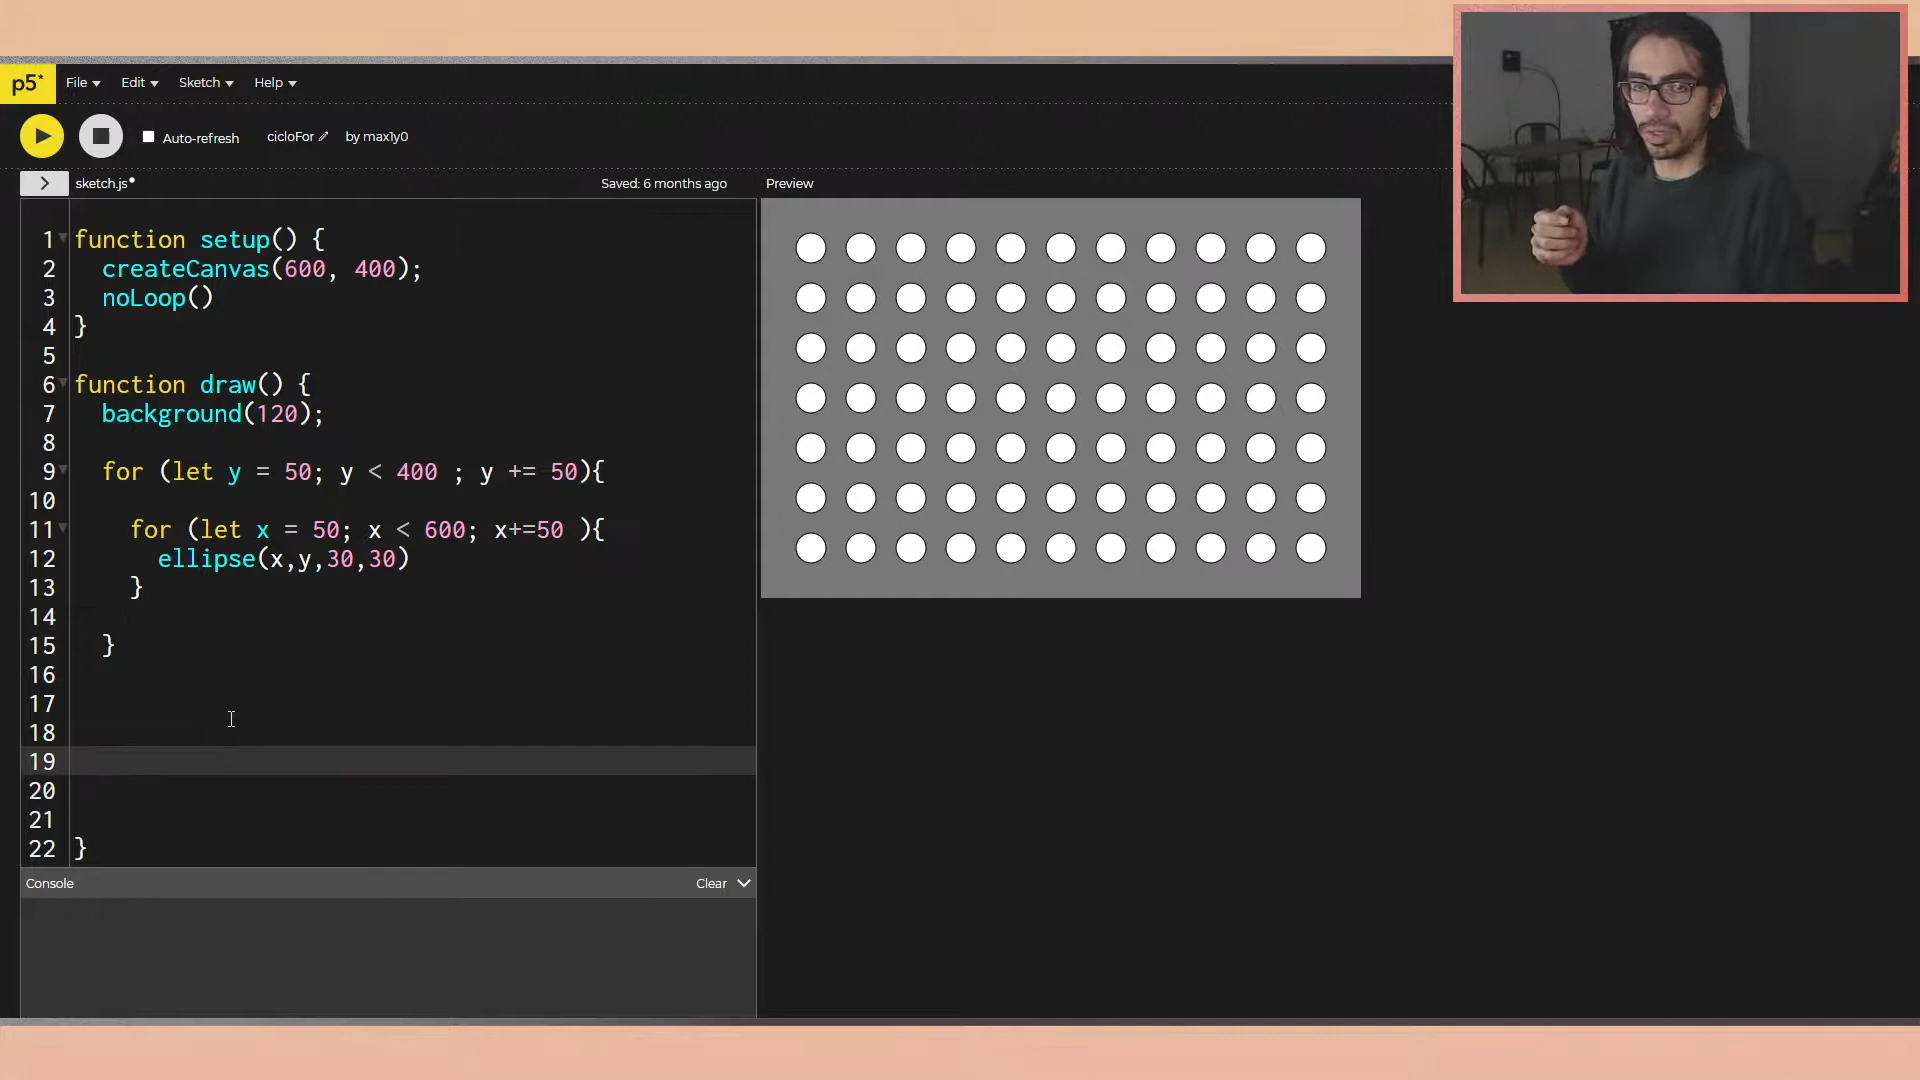 p5*
File Edit Sketch Help
Auto-refresh cicloFor by max1y0
sketch.js Saved: 6 months ago Preview
1 function setup() {
2 createCanvas(600, 400);
3 noLoop()
4 }
5
6 function draw() {
7 background(120);
8
9 for (let y = 50; y < 400 ; y += 50){
10
11 for (let x = 50; x < 600; x+=50 ){
12 ellipse(x,y,30,30)
13 }
14
15 }
16
17
18
19
20
21
22 }
Console Clear